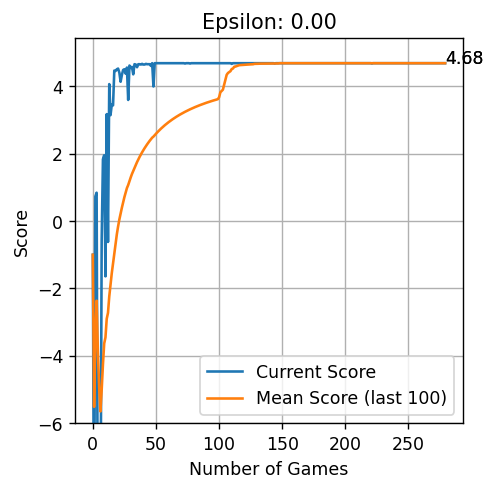 Epsilon: 0.00
4.68
Score
4
2
0
−2
−4
−6
Current Score
Mean Score (last 100)
0 50 100 150 200 250
Number of Games